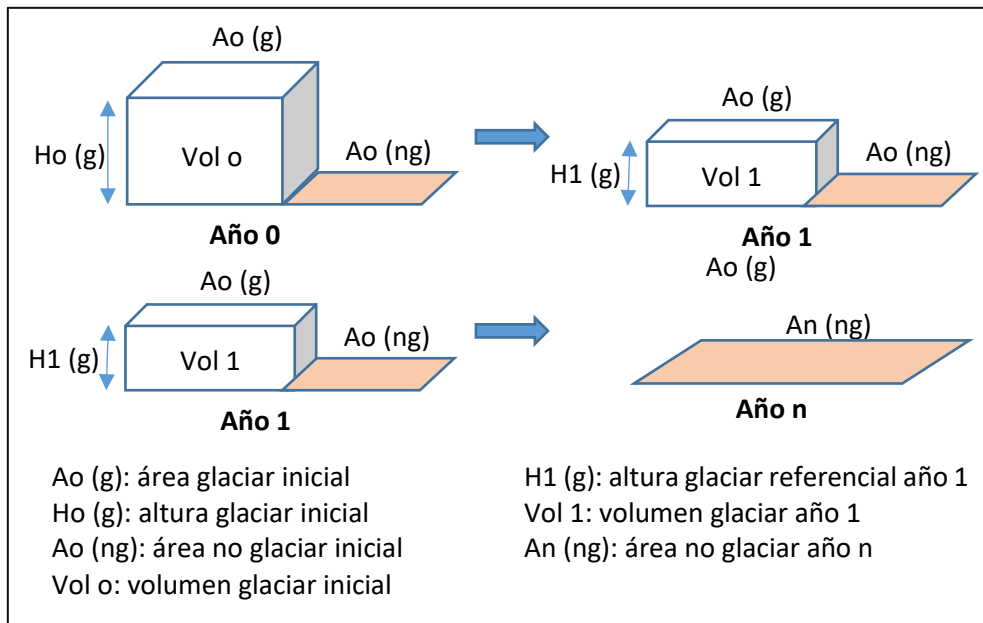 Ao (g)
Ho (g)
Vol o
Ao (ng)
Año 0
Ao (g)
H1 (g)
Vol 1
Ao (ng)
Año 1
Ao (g)
Ao (g)
H1 (g)
Vol 1
Ao (ng)
Año 1
An (ng)
Año n
Ao (g): área glaciar inicial
Ho (g): altura glaciar inicial
Ao (ng): área no glaciar inicial
Vol o: volumen glaciar inicial
H1 (g): altura glaciar referencial año 1
Vol 1: volumen glaciar año 1
An (ng): área no glaciar año n